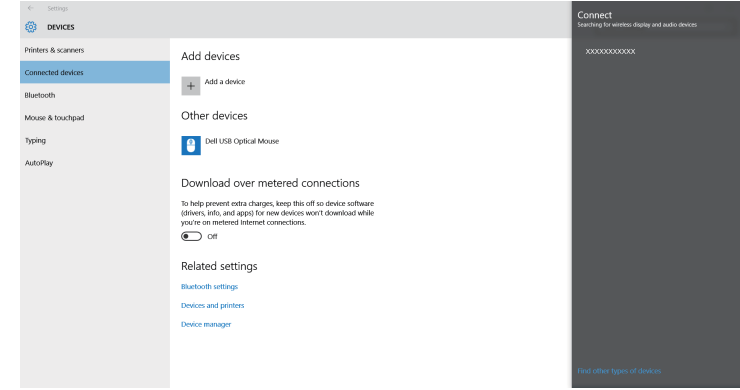 Settings
DEVICES
Printers & scanners
Connected devices
Bluetooth
Mouse & touchpad
Typing
AutoPlay
Add devices
Add a device
Other devices
Dell USB Optical Mouse
Download over metered connections
To help prevent extra charges, keep this off so device software
(drivers, info, and apps) for new devices won't download while
you're on metered Internet connections.
Off
Related settings
Bluetooth settings
Devices and printers
Device manager
Connect
Searching for wireless display and audio devices
XXXXXXXXXXX
Find other types of devices